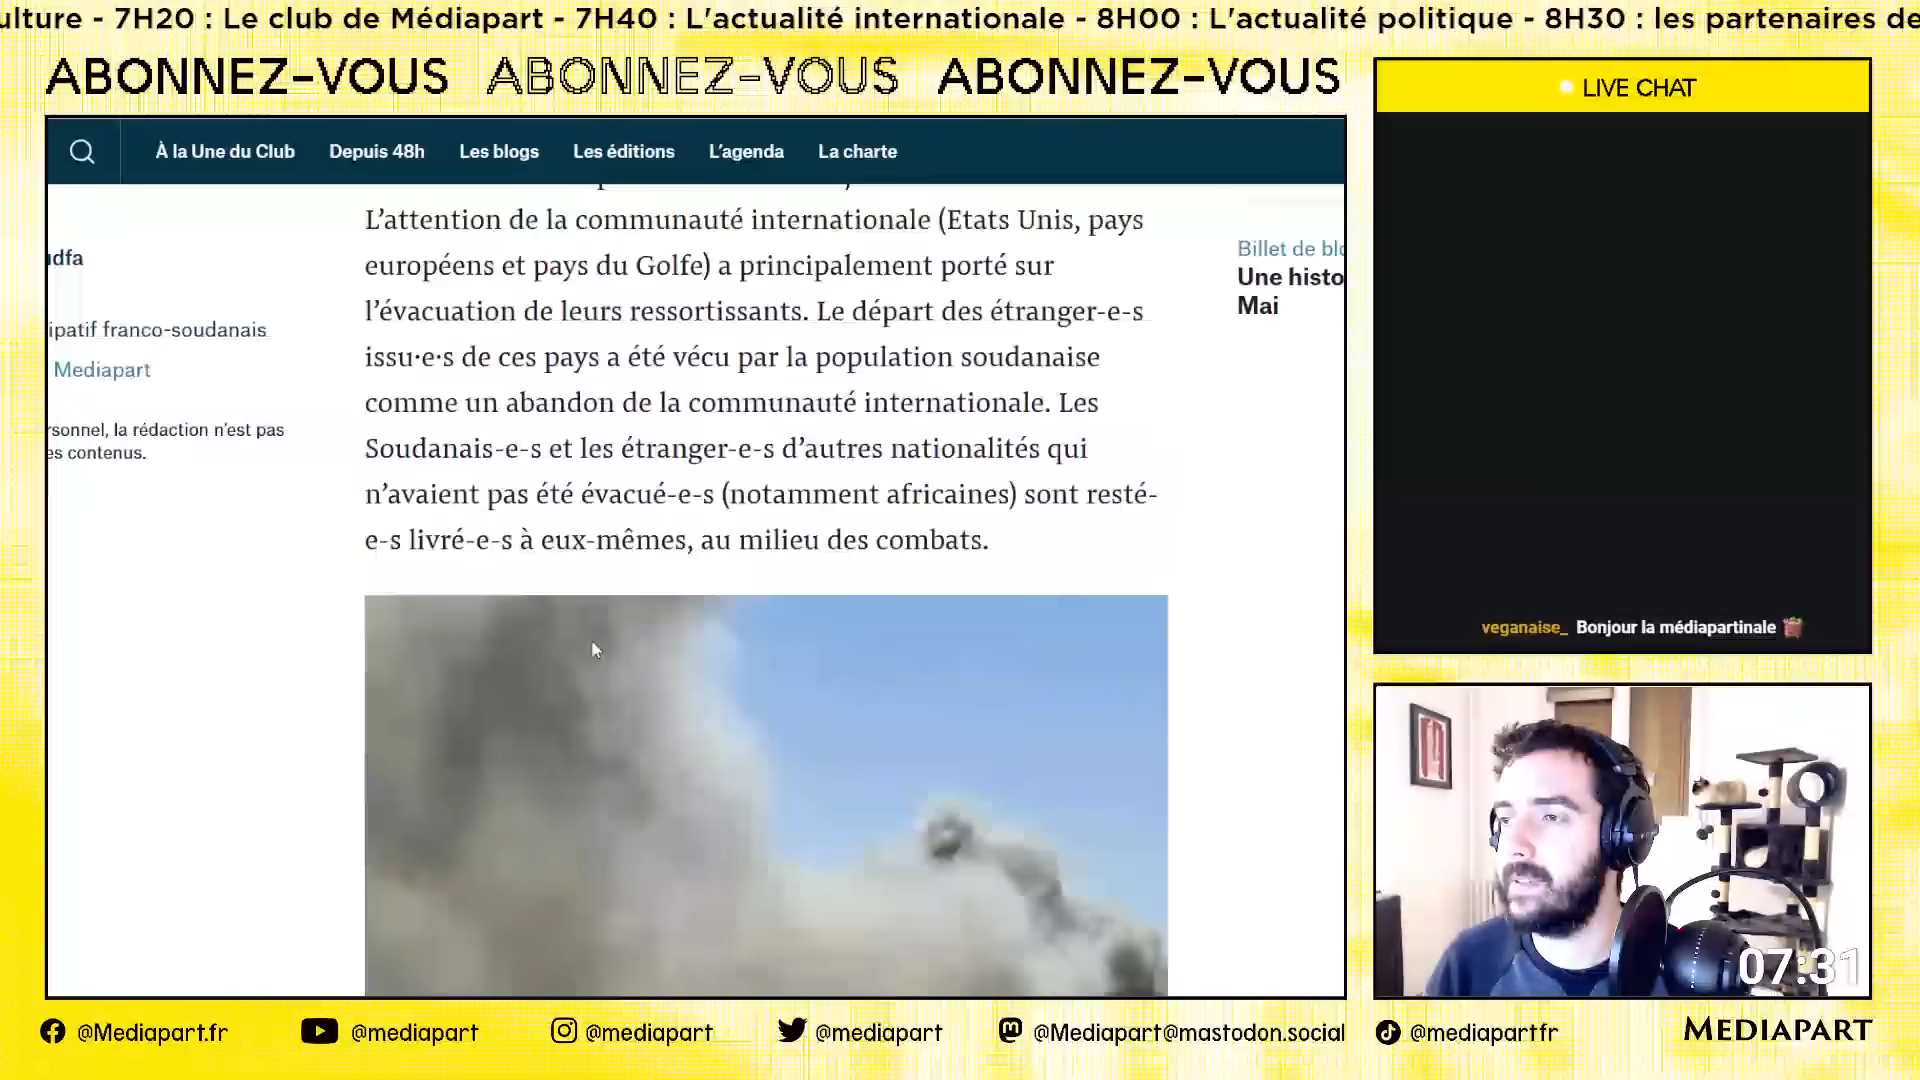 ulture - 7H20 : Le club de Médiapart - 7H40 : L'actualité internationale - 8H00 : L'actualité politique - 8H30 : les partenaires de
ABONNEZ-VOUS ABONNEZ-VOUS ABONNEZ-VOUS
À la Une du Club Depuis 48h Les blogs Les éditions L’agenda La charte
L’attention de la communauté internationale (Etats Unis, pays
européens et pays du Golfe) a principalement porté sur
l’évacuation de leurs ressortissants. Le départ des étranger-e-s
issu·e·s de ces pays a été vécu par la population soudanaise
comme un abandon de la communauté internationale. Les
Soudanais-e-s et les étranger-e-s d’autres nationalités qui
n’avaient pas été évacué-e-s (notamment africaines) sont resté-
e-s livré-e-s à eux-mêmes, au milieu des combats.
dfa
ipatif franco-soudanais
Mediapart
rsonnel, la rédaction n’est pas
es contenus.
Billet de blo
Une histo
Mai
LIVE CHAT
veganaise_ Bonjour la médiapartinale
07:31
@Mediapart.fr @mediapart @mediapart @mediapart @Mediapart@mastodon.social @mediapartfr MEDIAPART